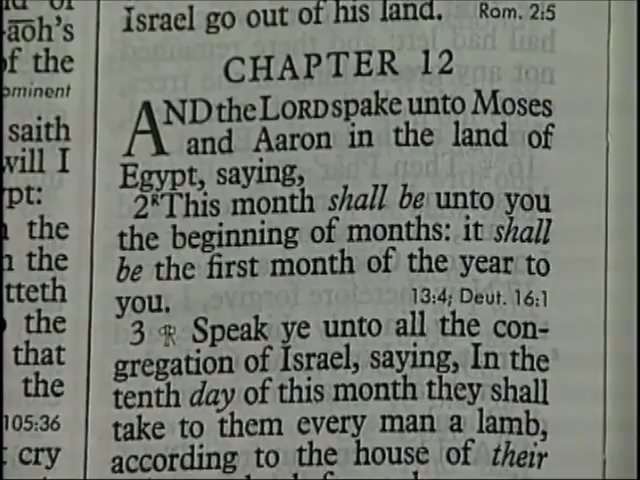 āoh's
of the
ominent
saith
will I
pt:
the
the
tteth
the
that
the
105:36
cry
Israel go out of his land. Rom. 2:5
CHAPTER 12
AND the LORD spake unto Moses
and Aaron in the land of
Egypt, saying,
2 R This month shall be unto you
the beginning of months: it shall
be the first month of the year to
you. 13:4; Deut. 16:1
3 Speak ye unto all the con-
gregation of Israel, saying, In the
tenth day of this month they shall
take to them every man a lamb,
according to the house of their